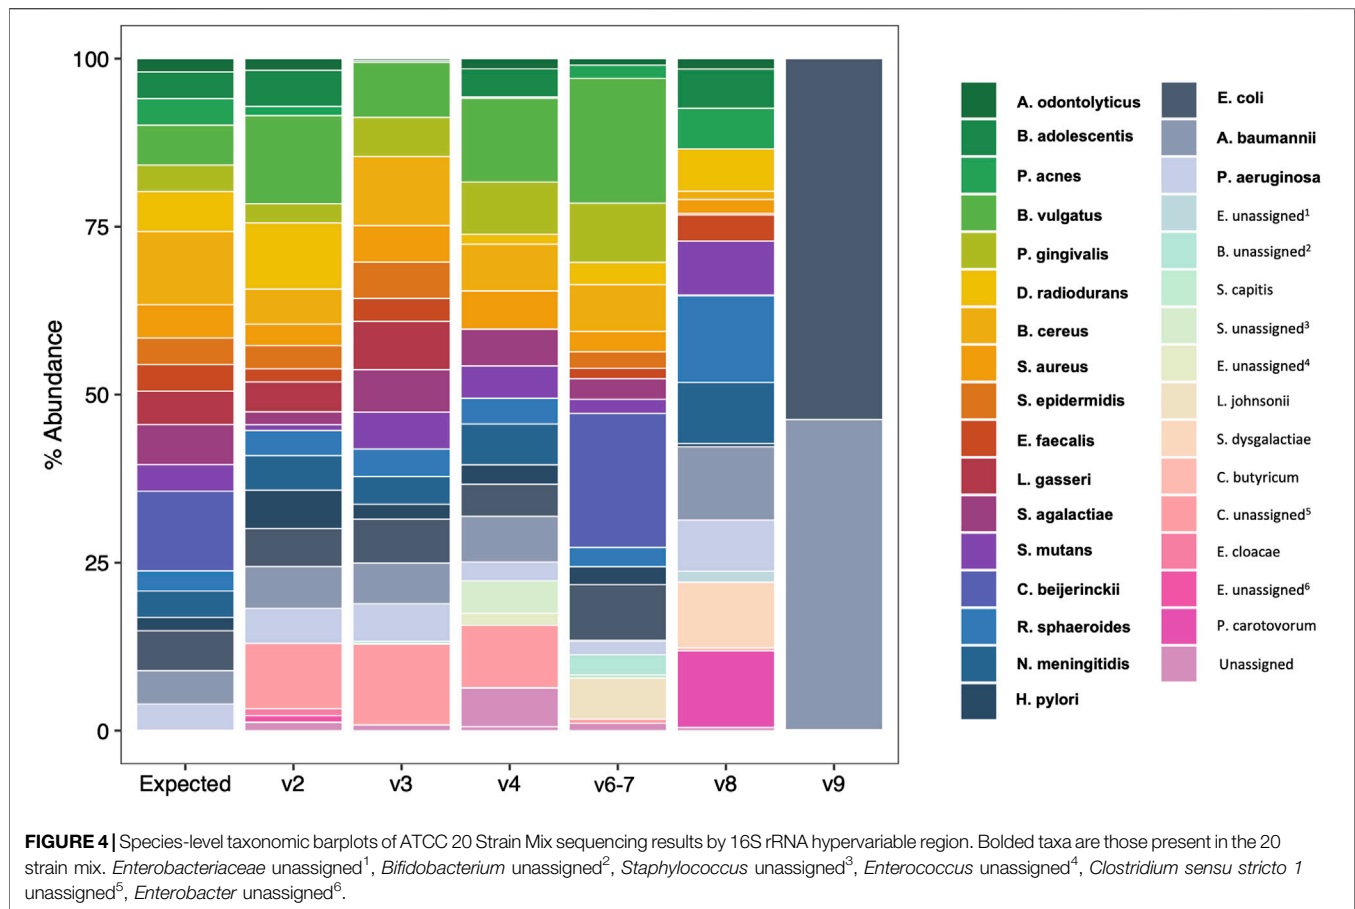 100
75
50
25
0
% Abundance
Expected
v2
v3
v4
v6-7
v8
v9
A. odontolyticus
B. adolescentis
P. acnes
B. vulgatus
P. gingivalis
D. radiodurans
B. cereus
S. aureus
S. epidermidis
E. faecalis
L. gasseri
S. agalactiae
S. mutans
C. beijerinckii
R. sphaeroides
N. meningitidis
H. pylori
E. coli
A. baumannii
P. aeruginosa
E. unassigned¹
B. unassigned²
S. capitis
S. unassigned³
E. unassigned⁴
L. johnsonii
S. dysgalactiae
C. butyricum
C. unassigned⁵
E. cloacae
E. unassigned⁶
P. carotovorum
Unassigned
FIGURE 4 | Species-level taxonomic barplots of ATCC 20 Strain Mix sequencing results by 16S rRNA hypervariable region. Bolded taxa are those present in the 20
strain mix. Enterobacteriaceae unassigned¹, Bifidobacterium unassigned², Staphylococcus unassigned³, Enterococcus unassigned⁴, Clostridium sensu stricto 1
unassigned⁵, Enterobacter unassigned⁶.